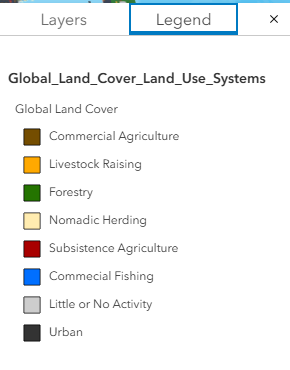 Layers Legend ×
Global_Land_Cover_Land_Use_Systems
Global Land Cover
Commercial Agriculture
Livestock Raising
Forestry
Nomadic Herding
Subsistence Agriculture
Commecial Fishing
Little or No Activity
Urban